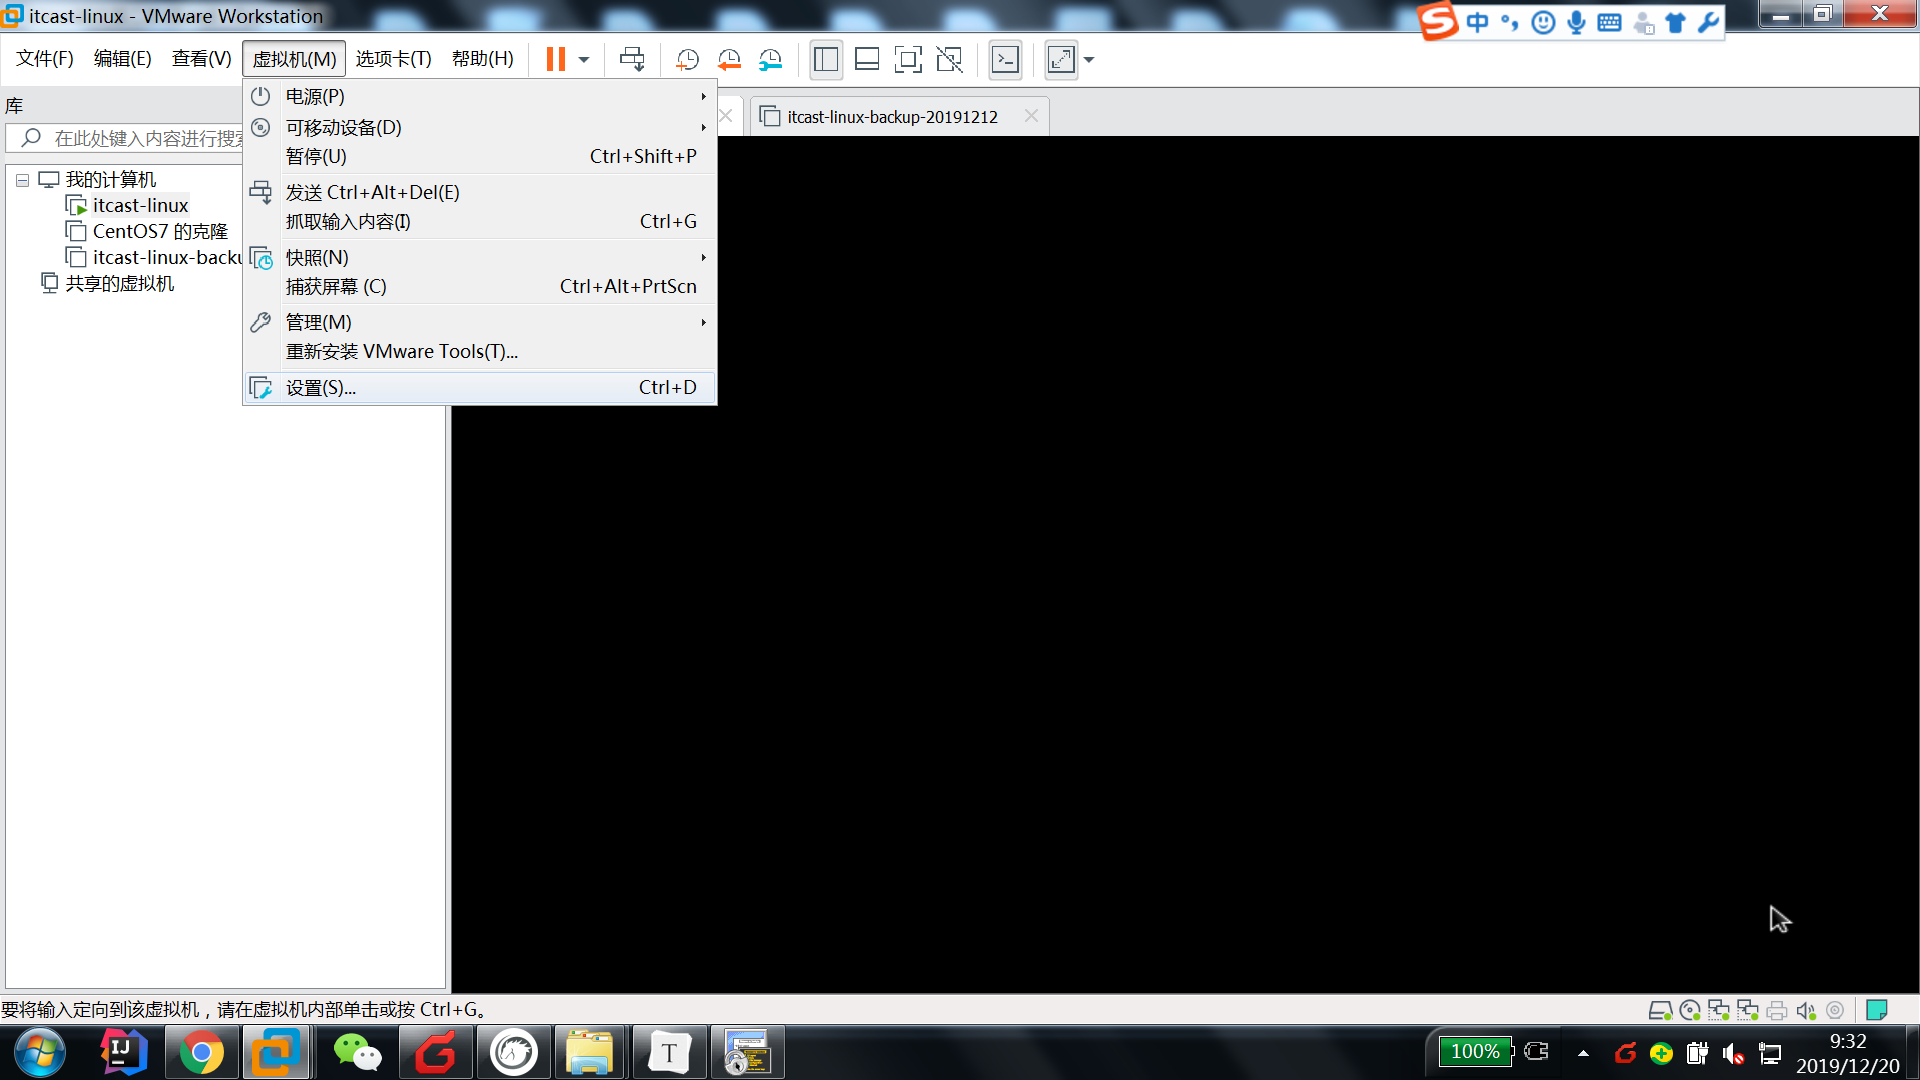 itcast-linux - VMware Workstation
中
文件(F) 编辑(E) 查看(V) 虚拟机(M) 选项卡(T) 帮助(H)
库
在此处键入内容进行搜索
我的计算机
itcast-linux
CentOS7 的克隆
itcast-linux-backu
共享的虚拟机
电源(P)
可移动设备(D)
暂停(U) Ctrl+Shift+P
发送 Ctrl+Alt+Del(E)
抓取输入内容(I) Ctrl+G
快照(N)
捕获屏幕 (C) Ctrl+Alt+PrtScn
管理(M)
重新安装 VMware Tools(T)...
设置(S)... Ctrl+D
itcast-linux-backup-20191212
要将输入定向到该虚拟机，请在虚拟机内部单击或按 Ctrl+G。
IJ
T
100%
9:32
2019/12/20